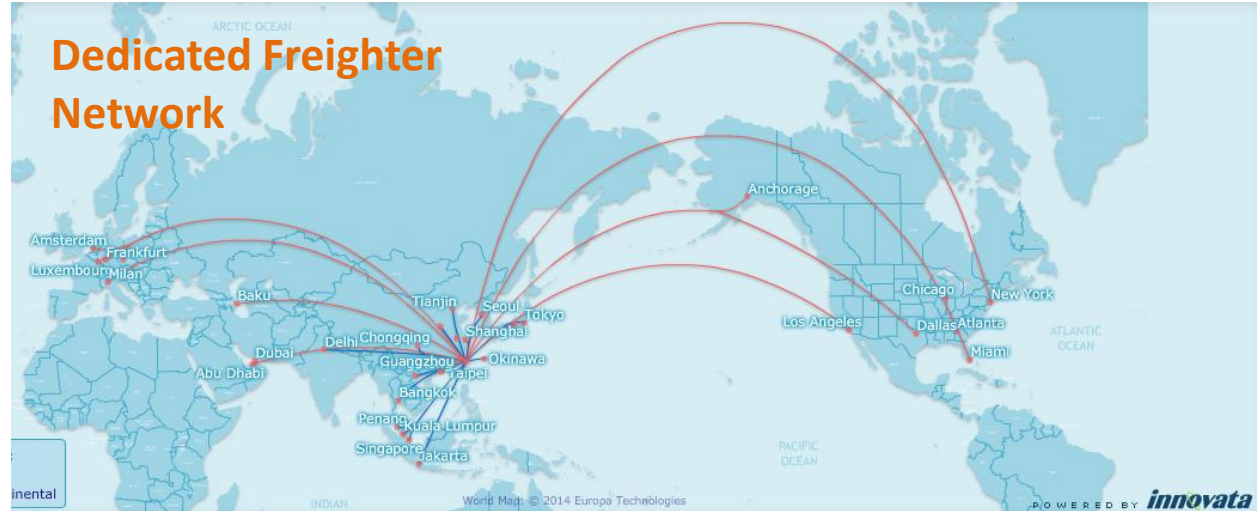 ARCTIC OCEAN
Dedicated Freighter
Network
Anchorage
Amsterdam
Frankfurt
Luxembourg
Milan
Baku
Tianjin
Seoul
Tokyo
Shanghai
Chongqing
Delhi
Dubai
Abu Dhabi
Guangzhou
Taipei
Okinawa
Bangkok
Penang
Kuala Lumpur
Singapore
Jakarta
Chicago
New York
Los Angeles
Dallas
Atlanta
Miami
ATLANTIC
OCEAN
PACIFIC
OCEAN
INDIAN
inental
World Map: © 2014 Europa Technologies
POWERED BY innovata